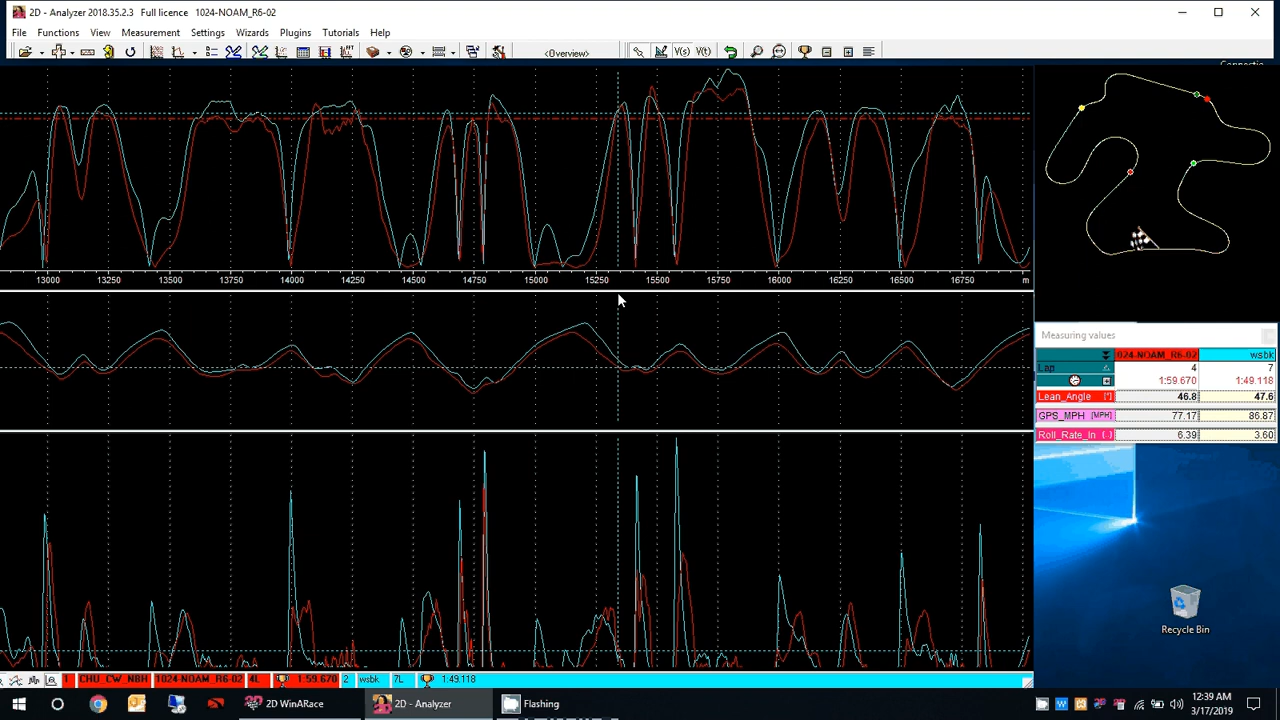 2D - Analyzer 2018.35.2.3 Full licence 1024-NOAM_R6-02
File Functions View Measurement Settings Wizards Plugins Tutorials Help
<Overview> V(s) V(t)
13000 13250 13500 13750 14000 14250 14500 14750 15000 15250 15500 15750 16000 16250 16500 16750 m
Measuring values
024-NOAM_R6-02 wsbk
Lap 4 7
1:59.670 1:49.118
Lean_Angle [°] 46.8 47.6
GPS_MPH [MPH] 77.17 86.87
Roll_Rate_in (.) 6.39 3.60
Recycle Bin
1 CHU_CW_NBH 1024-NOAM_R6-02 4L 1:59.670 2 wsbk 7L 1:49.118
2D WinARace 2D - Analyzer Flashing
12:39 AM
3/17/2019